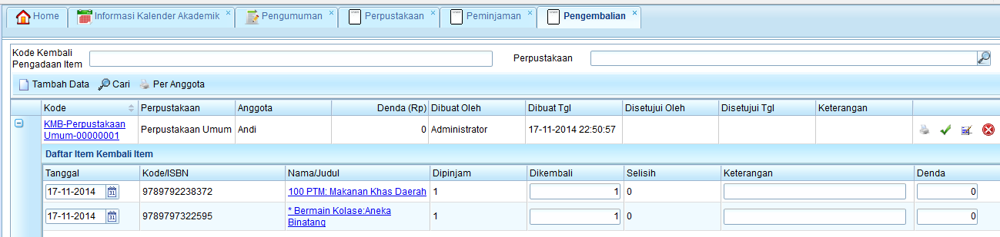 Home Informasi Kalender Akademik Pengumuman Perpustakaan Peminjaman Pengembalian
Kode Kembali
Pengadaan Item
Perpustakaan
Tambah Data Cari Per Anggota
Kode Perpustakaan Anggota Denda (Rp) Dibuat Oleh Dibuat Tgl Disetujui Oleh Disetujui Tgl Keterangan
KMB-Perpustakaan
Umum-00000001
Perpustakaan Umum Andi 0 Administrator 17-11-2014 22:50:57
Daftar Item Kembali Item
Tanggal Kode/ISBN Nama/Judul Dipinjam Dikembali Selisih Keterangan Denda
17-11-2014 9789792238372 100 PTM: Makanan Khas Daerah 1 1 0 0
17-11-2014 9789797322595 * Bermain Kolase:Aneka
Binatang
1 1 0 0